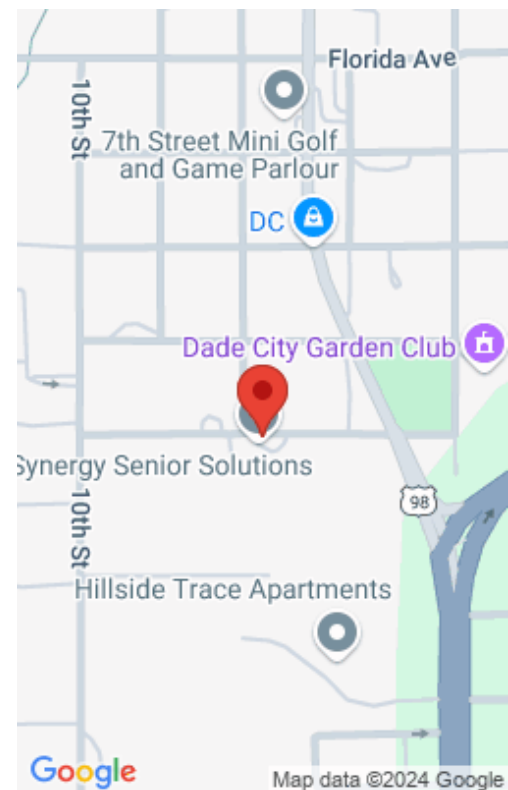 Florida Ave
10th St
7th Street Mini Golf
and Game Parlour
DC
Dade City Garden Club
Synergy Senior Solutions
98
10th St
Hillside Trace Apartments
Google
Map data ©2024 Google